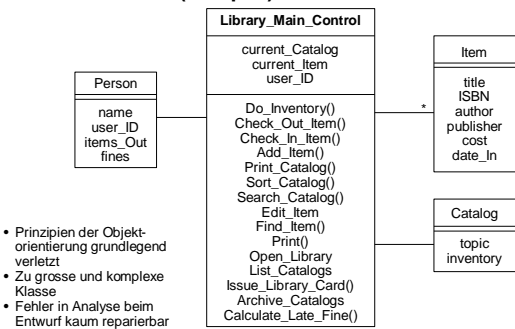 Library_Main_Control
current_Catalog
current_Item
user_ID
Do_Inventory()
Check_Out_Item()
Check_In_Item()
Add_Item()
Print_Catalog()
Sort_Catalog()
Search_Catalog()
Edit_Item
Find_Item()
Print()
Open_Library
List_Catalogs
Issue_Library_Card()
Archive_Catalogs
Calculate_Late_Fine()
Person
name
user_ID
items_Out
fines
*
Item
title
ISBN
author
publisher
cost
date_In
Catalog
topic
inventory
• Prinzipien der Objekt-
orientierung grundlegend
verletzt
• Zu grosse und komplexe
Klasse
• Fehler in Analyse beim
Entwurf kaum reparierbar